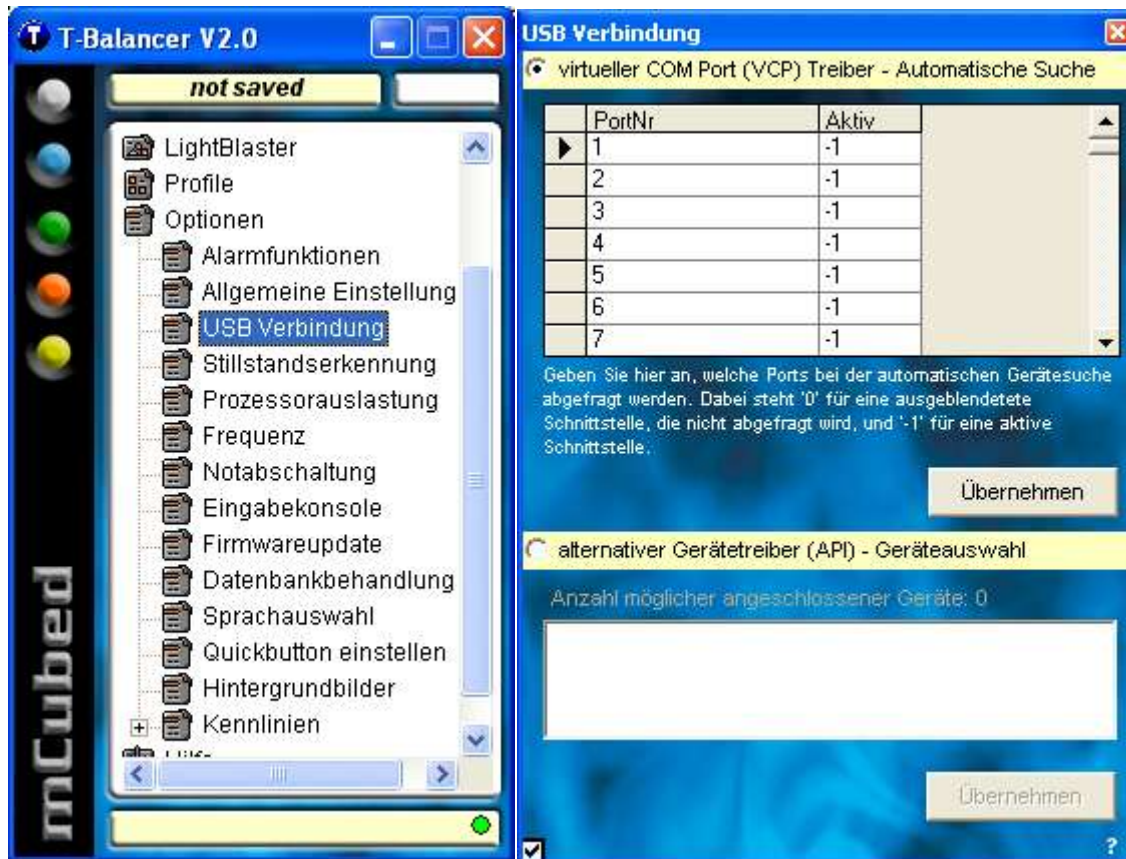 T-Balancer V2.0
not saved
LightBlaster
Profile
Optionen
Alarmfunktionen
Allgemeine Einstellung
USB Verbindung
Stillstandserkennung
Prozessorauslastung
Frequenz
Notabschaltung
Eingabekonsole
Firmwareupdate
Datenbankbehandlung
Sprachauswahl
Quickbutton einstellen
Hintergrundbilder
Kennlinien
mCubed
USB Verbindung
virtueller COM Port (VCP) Treiber - Automatische Suche
PortNr Aktiv
1 -1
2 -1
3 -1
4 -1
5 -1
6 -1
7 -1
Geben Sie hier an, welche Ports bei der automatischen Gerätesuche
abgefragt werden. Dabei steht '0' für eine ausgeblendetete
Schnittstelle, die nicht abgefragt wird, und '-1' für eine aktive
Schnittstelle.
Übernehmen
alternativer Gerätetreiber (API) - Geräteauswahl
Anzahl möglicher angeschlossener Geräte: 0
Übernehmen
?